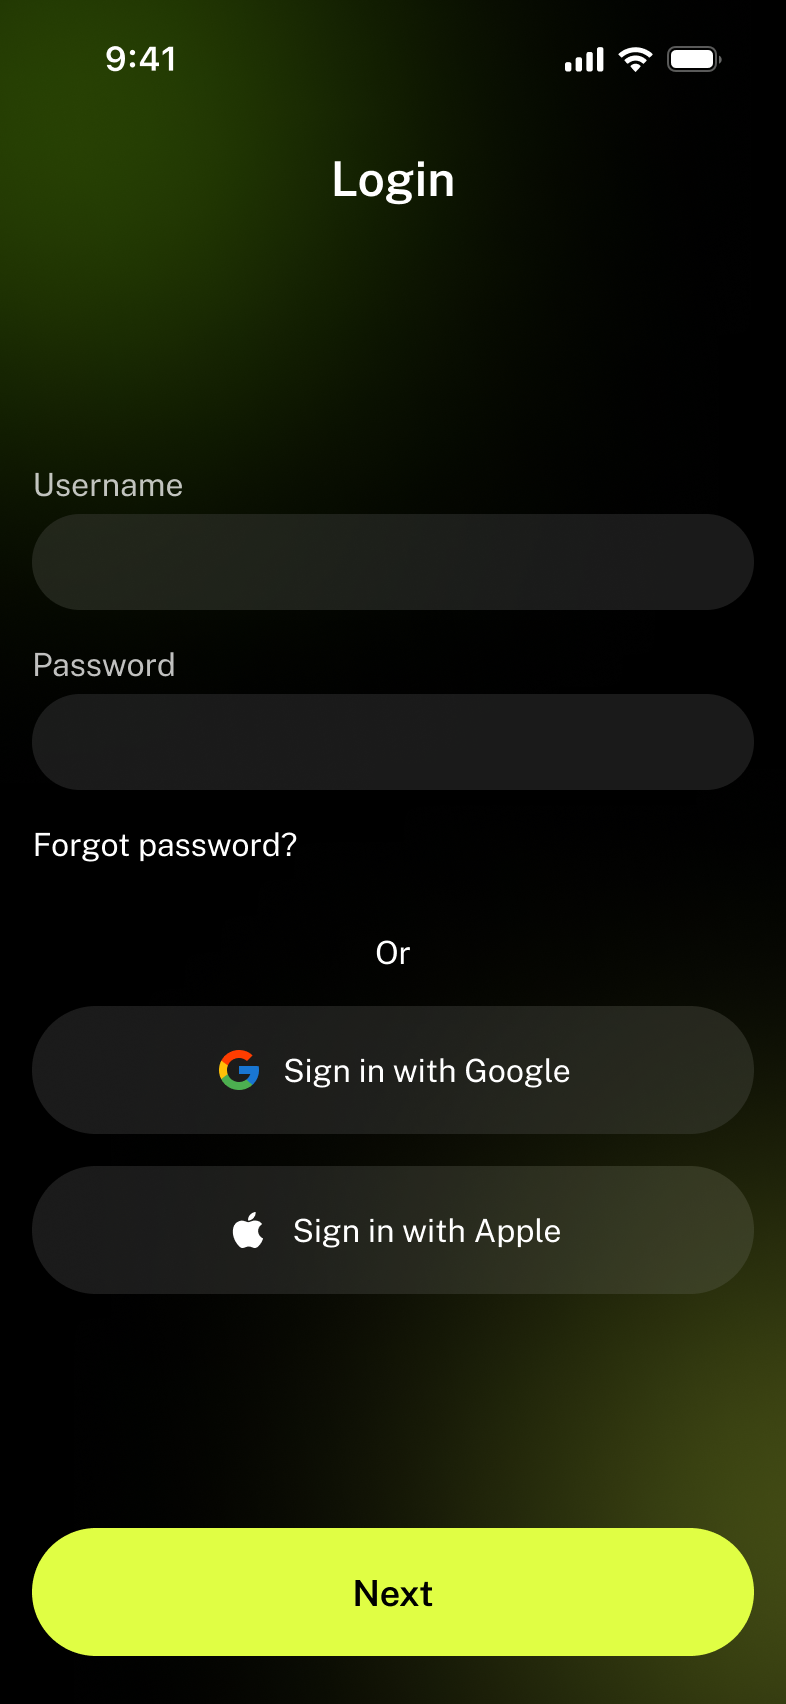 9:41
Login
Username
Password
Forgot password?
Or
Sign in with Google
Sign in with Apple
Next